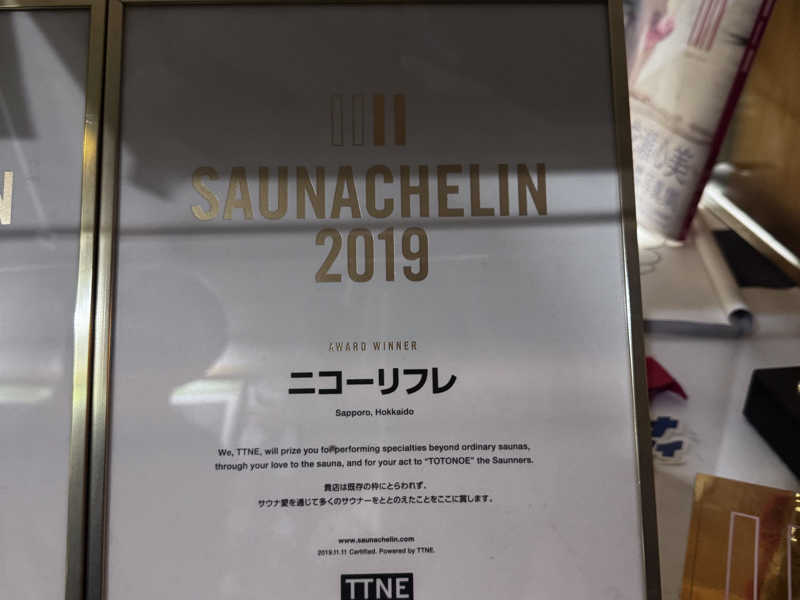 SAUNACHELIN
2019
AWARD WINNER
ニコーリフレ
Sapporo, Hokkaido
We, TTNE, will prize you for performing specialties beyond ordinary saunas,
through your love to the sauna, and for your act to "TOTONOE" the Saunners.
貴店は既存の枠にとらわれず、
サウナ愛を通じて多くのサウナーをととのえたことをここに賞します。
www.saunachelin.com
2019.11.11 Certified. Powered by TTNE.
TTNE
N